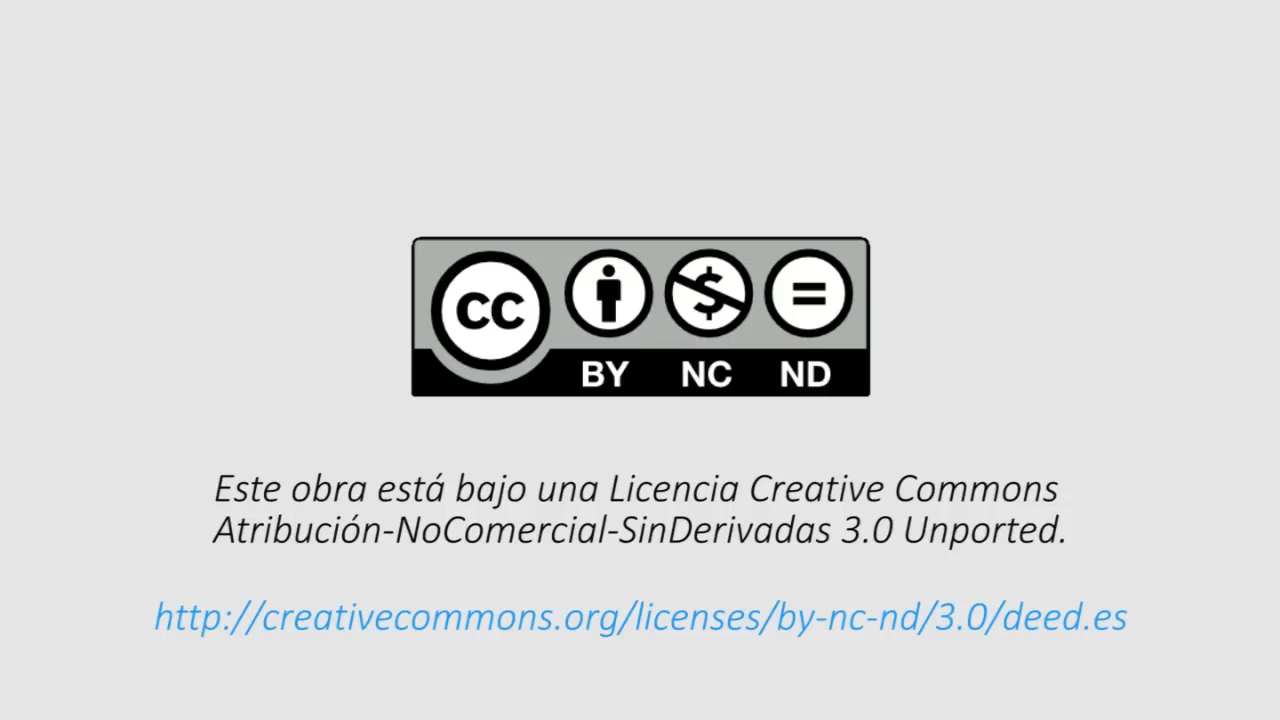 CC
BY NC ND
Este obra está bajo una Licencia Creative Commons
Atribución-NoComercial-SinDerivadas 3.0 Unported.
http://creativecommons.org/licenses/by-nc-nd/3.0/deed.es